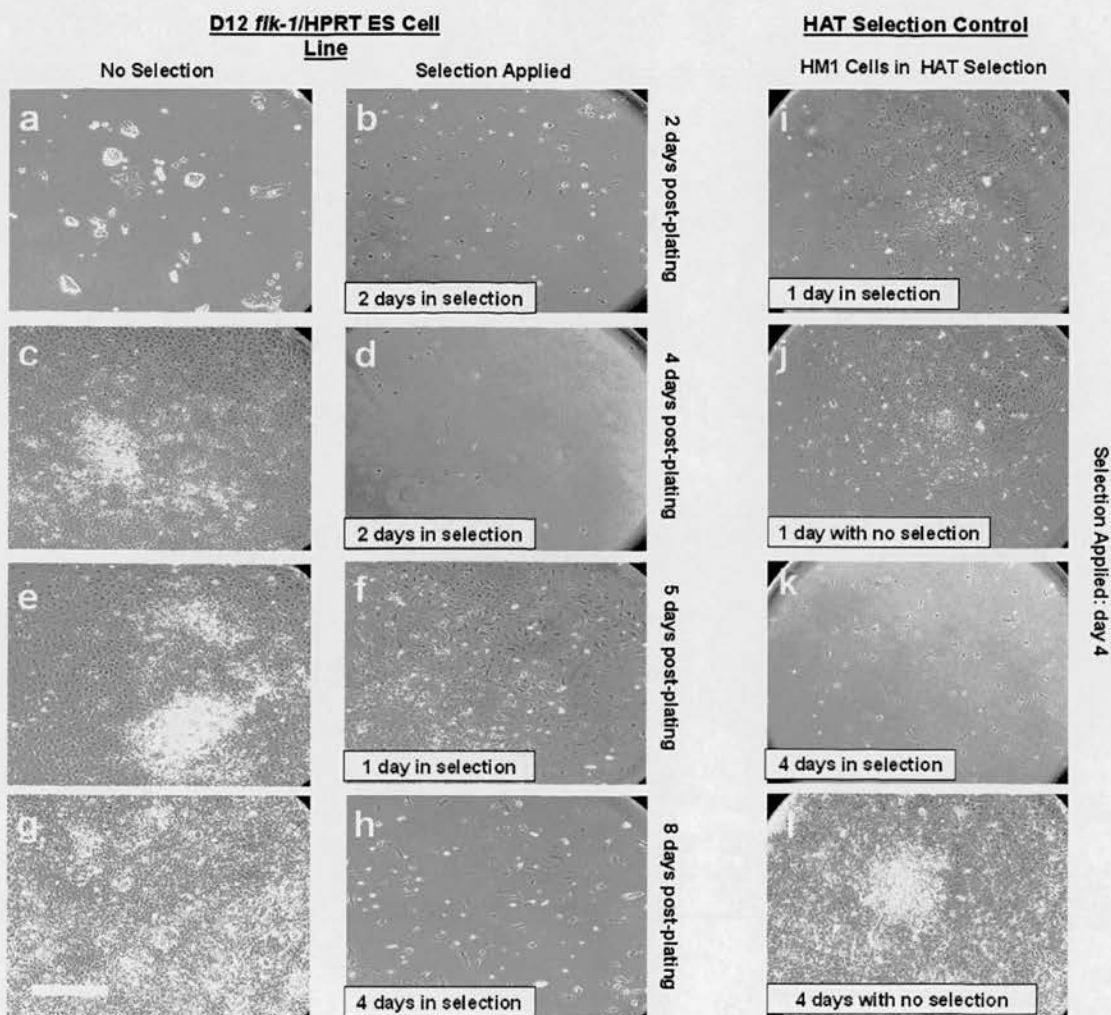 D12 flk-1/HPRT ES Cell
Line
HAT Selection Control
No Selection
Selection Applied
HM1 Cells in HAT Selection
a
b
2 days in selection
2 days post-plating
i
1 day in selection
c
d
2 days in selection
4 days post-plating
j
1 day with no selection
Selection Applied: day 4
e
f
1 day in selection
5 days post-plating
k
4 days in selection
g
h
4 days in selection
8 days post-plating
l
4 days with no selection